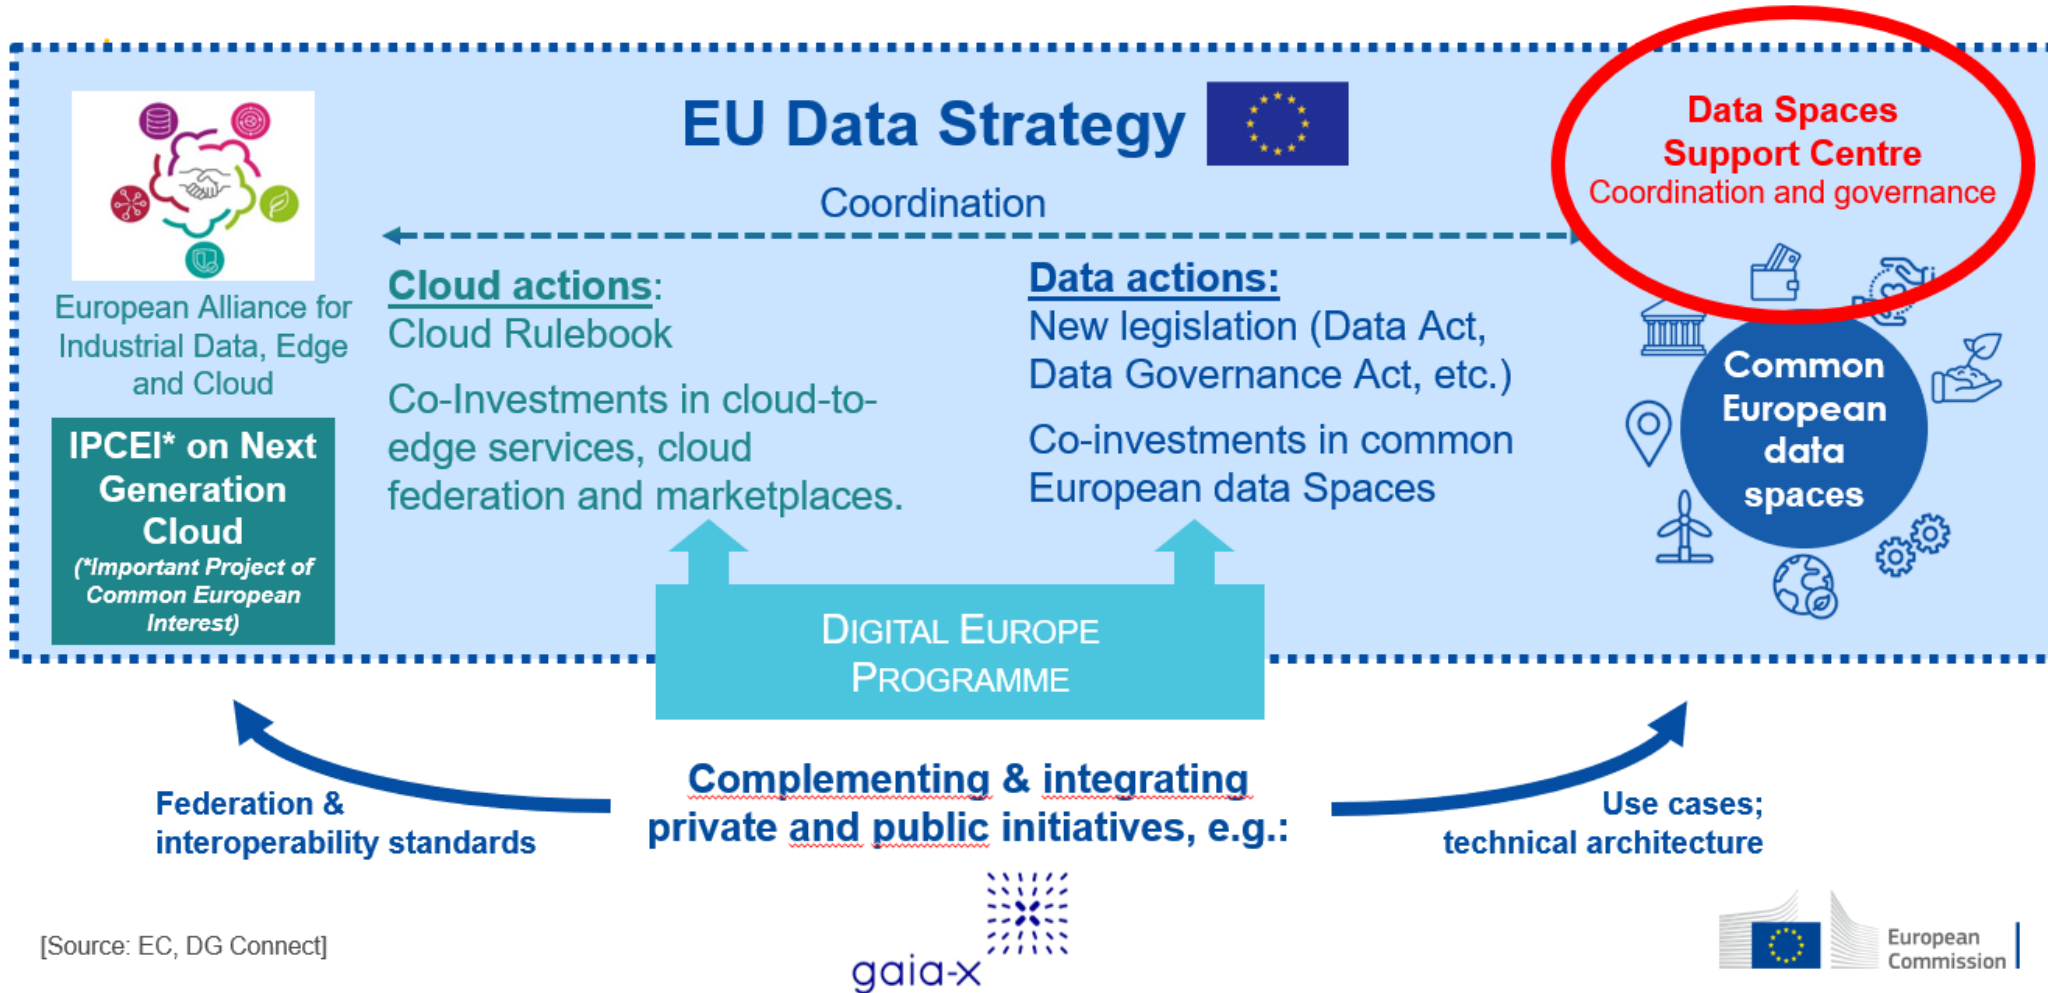 EU Data Strategy
Coordination
Data Spaces
Support Centre
Coordination and governance
European Alliance for
Industrial Data, Edge
and Cloud
IPCEI* on Next
Generation
Cloud
(*Important Project of
Common European
Interest)
Cloud actions:
Cloud Rulebook
Co-Investments in cloud-to-
edge services, cloud
federation and marketplaces.
Data actions:
New legislation (Data Act,
Data Governance Act, etc.)
Co-investments in common
European data Spaces
Common
European
data
spaces
DIGITAL EUROPE
PROGRAMME
Federation &
interoperability standards
Complementing & integrating
private and public initiatives, e.g.:
Use cases;
technical architecture
gaia-x
[Source: EC, DG Connect]
European
Commission